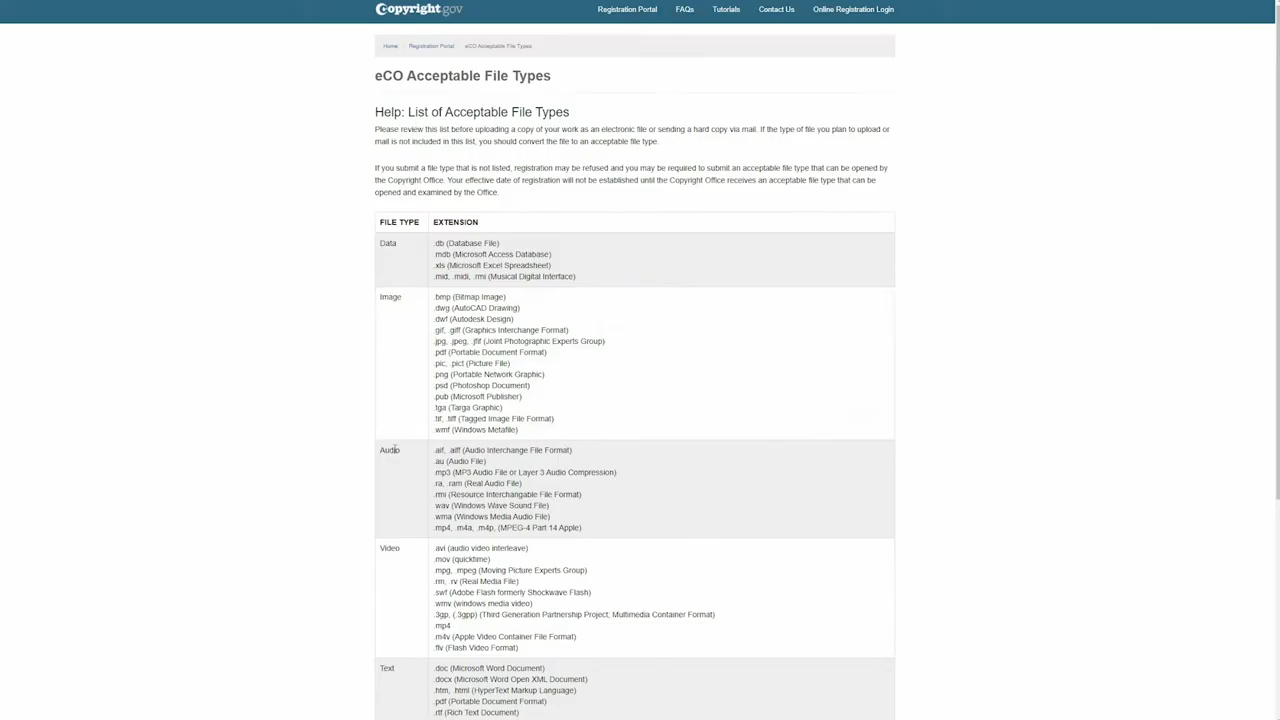 Copyright.gov
Registration Portal FAQs Tutorials Contact Us Online Registration Login
Home Registration Portal eCO Acceptable File Types
eCO Acceptable File Types
Help: List of Acceptable File Types
Please review this list before uploading a copy of your work as an electronic file or sending a hard copy via mail. If the type of file you plan to upload or
mail is not included in this list, you should convert the file to an acceptable file type.
If you submit a file type that is not listed, registration may be refused and you may be required to submit an acceptable file type that can be opened by
the Copyright Office. Your effective date of registration will not be established until the Copyright Office receives an acceptable file type that can be
opened and examined by the Office.
FILE TYPE EXTENSION
Data .db (Database File)
.mdb (Microsoft Access Database)
.xls (Microsoft Excel Spreadsheet)
.mid, .midi, .rmi (Musical Digital Interface)
Image .bmp (Bitmap Image)
.dwg (AutoCAD Drawing)
.dwf (Autodesk Design)
.gif, .giff (Graphics Interchange Format)
.jpg, .jpeg, .jfif (Joint Photographic Experts Group)
.pdf (Portable Document Format)
.pic, .pict (Picture File)
.png (Portable Network Graphic)
.psd (Photoshop Document)
.pub (Microsoft Publisher)
.tga (Targa Graphic)
.tif, .tiff (Tagged Image File Format)
.wmf (Windows Metafile)
Audio .aif, .aiff (Audio Interchange File Format)
.au (Audio File)
.mp3 (MP3 Audio File or Layer 3 Audio Compression)
.ra, .ram (Real Audio File)
.rmi (Resource Interchangable File Format)
.wav (Windows Wave Sound File)
.wma (Windows Media Audio File)
.mp4, .m4a, .m4p, (MPEG-4 Part 14 Apple)
Video .avi (audio video interleave)
.mov (quicktime)
.mpg, .mpeg (Moving Picture Experts Group)
.rm, .rv (Real Media File)
.swf (Adobe Flash formerly Shockwave Flash)
.wmv (windows media video)
.3gp, (.3gpp) (Third Generation Partnership Project; Multimedia Container Format)
.mp4
.m4v (Apple Video Container File Format)
.flv (Flash Video Format)
Text .doc (Microsoft Word Document)
.docx (Microsoft Word Open XML Document)
.htm, .html (HyperText Markup Language)
.pdf (Portable Document Format)
.rtf (Rich Text Document)